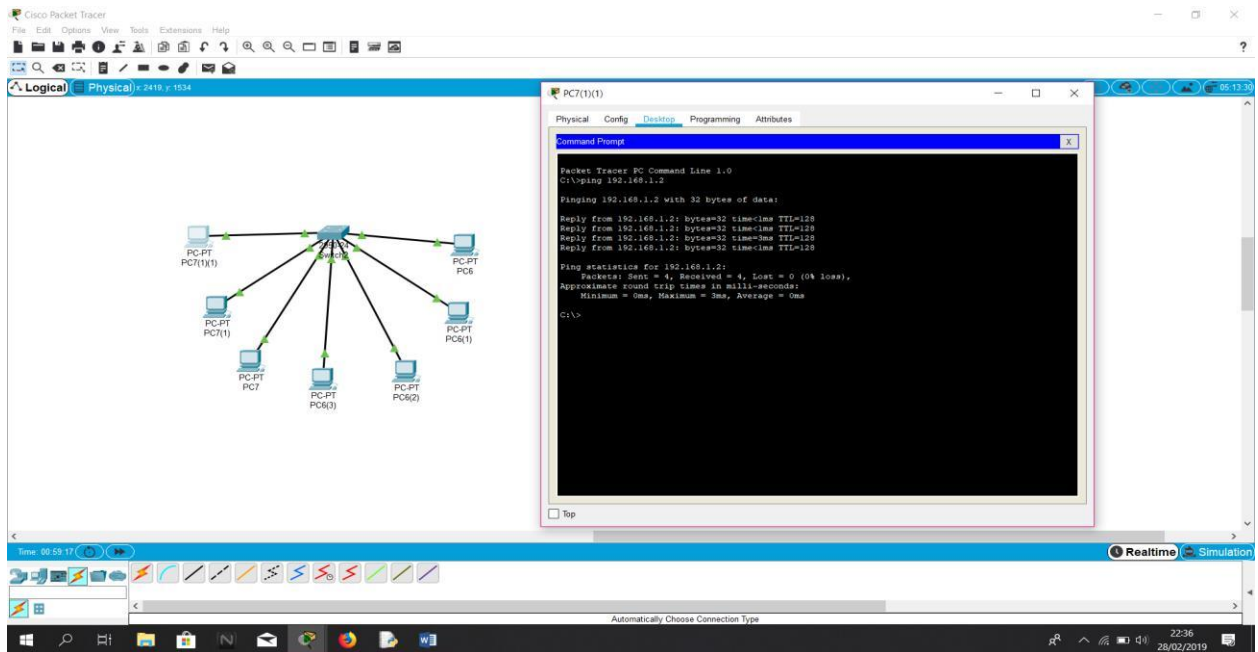 Cisco Packet Tracer
File Edit Options View Tools Extensions Help
?
Logical Physical x: 2419, y: 1534
05:13:30
PC-PT
PC7(1)(1)
PC-PT
PC6
PC-PT
PC7(1)
PC-PT
PC6(1)
PC-PT
PC7
PC-PT
PC6(3)
PC-PT
PC6(2)
PC7(1)(1)
Physical Config Desktop Programming Attributes
Command Prompt
X
Packet Tracer PC Command Line 1.0
C:\>ping 192.168.1.2
Pinging 192.168.1.2 with 32 bytes of data:
Reply from 192.168.1.2: bytes=32 time<1ms TTL=128
Reply from 192.168.1.2: bytes=32 time<1ms TTL=128
Reply from 192.168.1.2: bytes=32 time=3ms TTL=128
Reply from 192.168.1.2: bytes=32 time<1ms TTL=128
Ping statistics for 192.168.1.2:
Packets: Sent = 4, Received = 4, Lost = 0 (0% loss),
Approximate round trip times in milli-seconds:
Minimum = 0ms, Maximum = 3ms, Average = 0ms
C:\>
Top
Time: 00:59:17
Realtime Simulation
Automatically Choose Connection Type
22:36
28/02/2019